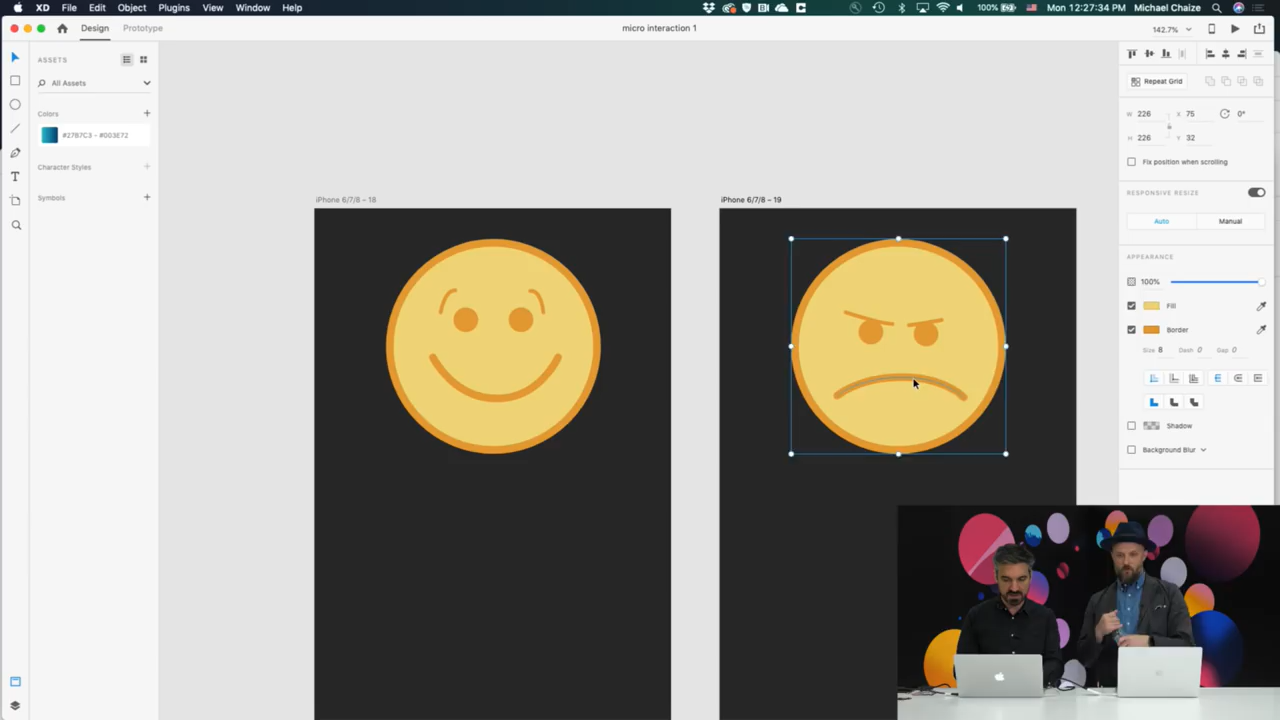 XD File Edit Object Plugins View Window Help
100% Mon 12:27:34 PM Michael Chaize
Design Prototype
micro interaction 1
142.7%
ASSETS
All Assets
Colors
#27B7C3 - #003E72
Character Styles
Symbols
iPhone 6/7/8 – 18
iPhone 6/7/8 – 19
Repeat Grid
W 226 X 75 0°
H 226 Y 32
Fix position when scrolling
RESPONSIVE RESIZE
Auto Manual
APPEARANCE
100%
Fill
Border
Size 8 Dash 0 Gap 0
Shadow
Background Blur